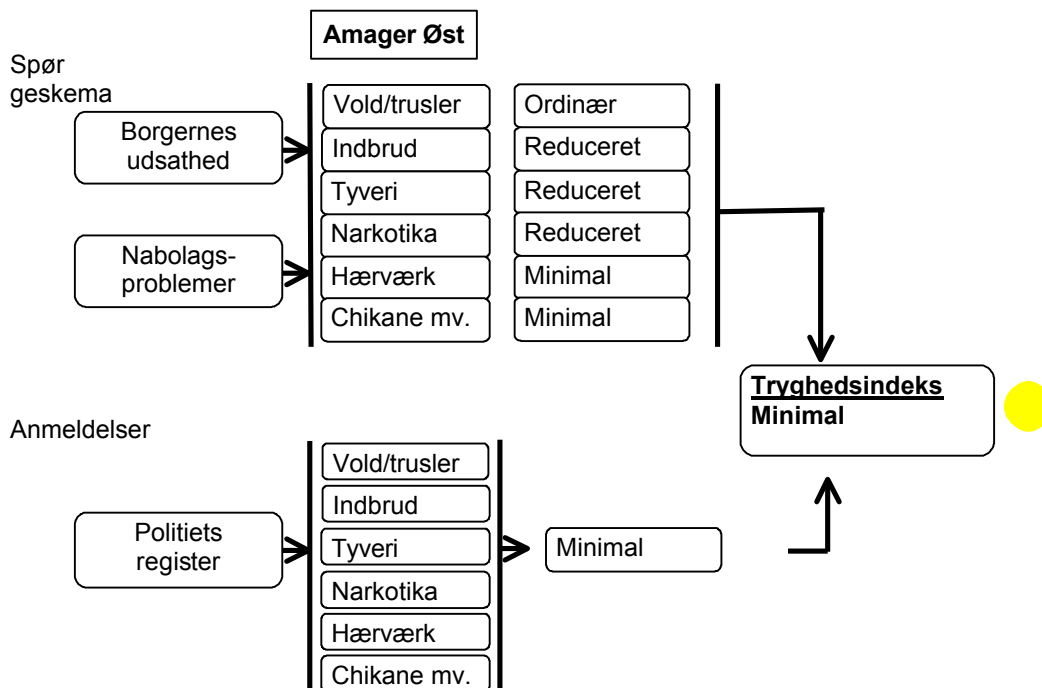 Amager Øst
Spør
geskema
Borgernes
udsathed
Nabolags-
problemer
Vold/trusler
Ordinær
Indbrud
Reduceret
Tyveri
Reduceret
Narkotika
Reduceret
Hærværk
Minimal
Chikane mv.
Minimal
Tryghedsindeks
Minimal
Anmeldelser
Politiets
register
Vold/trusler
Indbrud
Tyveri
Narkotika
Hærværk
Chikane mv.
Minimal